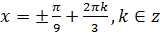 x = ± π/9 + 2πk/3, k ∈ z